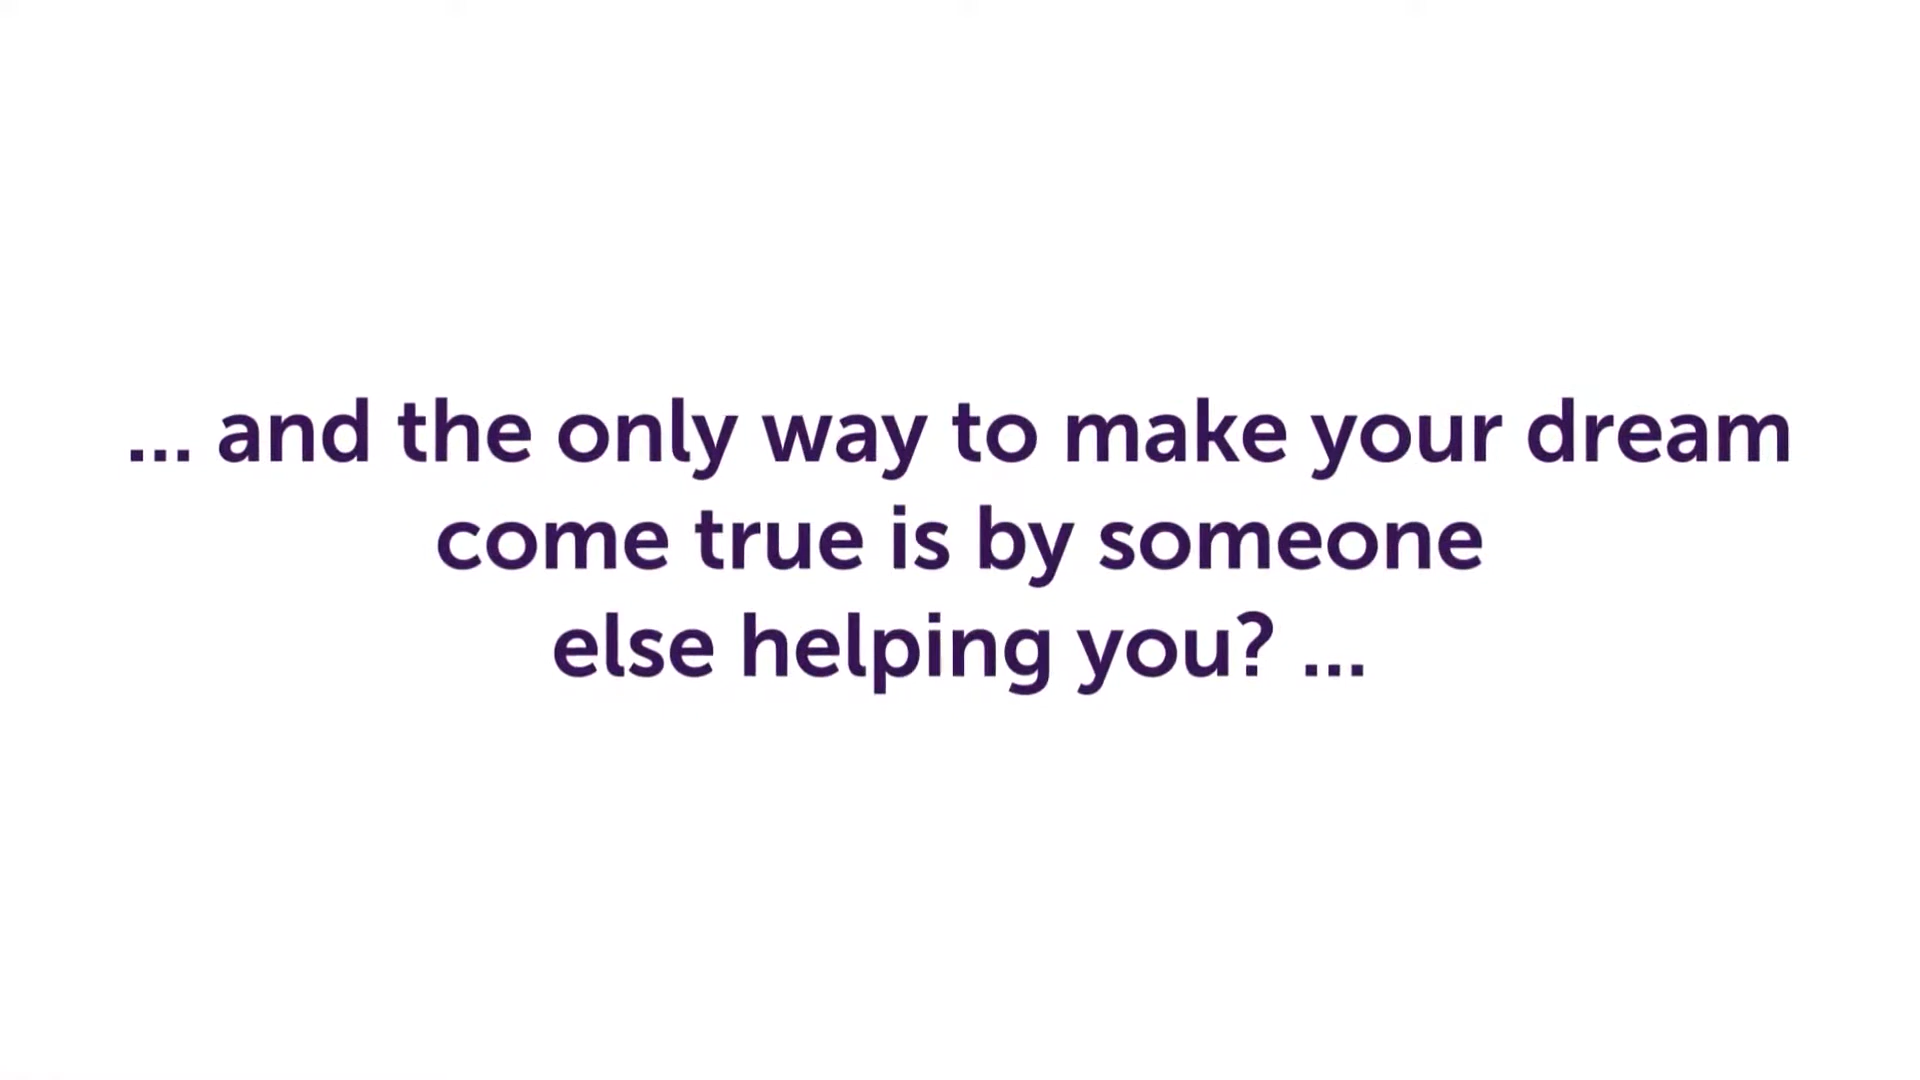 ... and the only way to make your dream
come true is by someone
else helping you? ...